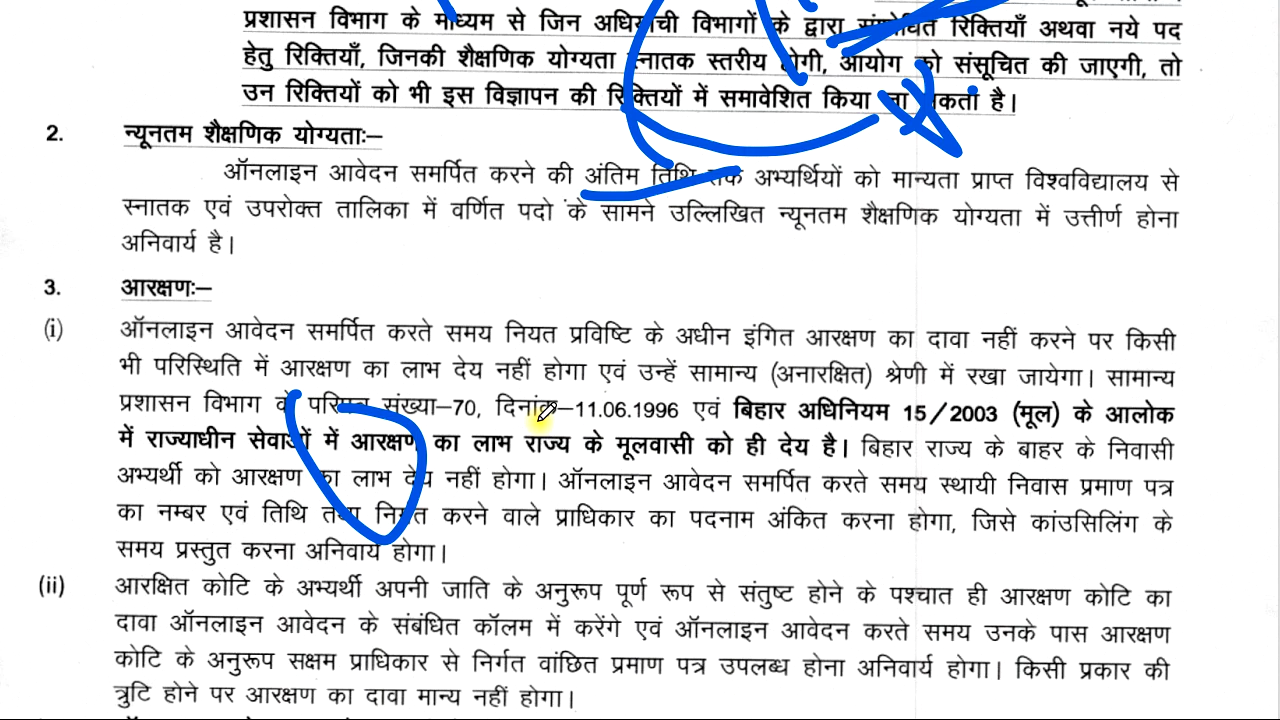 प्रशासन विभाग के माध्यम से जिन अधियाची विभागों के द्वारा संशोधित रिक्तियाँ अथवा नये पद
हेतु रिक्तियाँ, जिनकी शैक्षणिक योग्यता स्नातक स्तरीय होगी, आयोग को संसूचित की जाएगी, तो
उन रिक्तियों को भी इस विज्ञापन की रिक्तियों में समावेशित किया जा सकता है।
2. न्यूनतम शैक्षणिक योग्यताः–
ऑनलाइन आवेदन समर्पित करने की अंतिम तिथि तक अभ्यर्थियों को मान्यता प्राप्त विश्वविद्यालय से
स्नातक एवं उपरोक्त तालिका में वर्णित पदो के सामने उल्लिखित न्यूनतम शैक्षणिक योग्यता में उत्तीर्ण होना
अनिवार्य है।
3. आरक्षणः–
(i) ऑनलाइन आवेदन समर्पित करते समय नियत प्रविष्टि के अधीन इंगित आरक्षण का दावा नहीं करने पर किसी
भी परिस्थिति में आरक्षण का लाभ देय नहीं होगा एवं उन्हें सामान्य (अनारक्षित) श्रेणी में रखा जायेगा। सामान्य
प्रशासन विभाग के परिपत्र संख्या–70, दिनांक–11.06.1996 एवं बिहार अधिनियम 15/2003 (मूल) के आलोक
में राज्याधीन सेवाओं में आरक्षण का लाभ राज्य के मूलवासी को ही देय है। बिहार राज्य के बाहर के निवासी
अभ्यर्थी को आरक्षण का लाभ देय नहीं होगा। ऑनलाइन आवेदन समर्पित करते समय स्थायी निवास प्रमाण पत्र
का नम्बर एवं तिथि तथा निर्गत करने वाले प्राधिकार का पदनाम अंकित करना होगा, जिसे कांउसिलिंग के
समय प्रस्तुत करना अनिवार्य होगा।
(ii) आरक्षित कोटि के अभ्यर्थी अपनी जाति के अनुरूप पूर्ण रूप से संतुष्ट होने के पश्चात ही आरक्षण कोटि का
दावा ऑनलाइन आवेदन के संबंधित कॉलम में करेंगे एवं ऑनलाइन आवेदन करते समय उनके पास आरक्षण
कोटि के अनुरूप सक्षम प्राधिकार से निर्गत वांछित प्रमाण पत्र उपलब्ध होना अनिवार्य होगा। किसी प्रकार की
त्रुटि होने पर आरक्षण का दावा मान्य नहीं होगा।